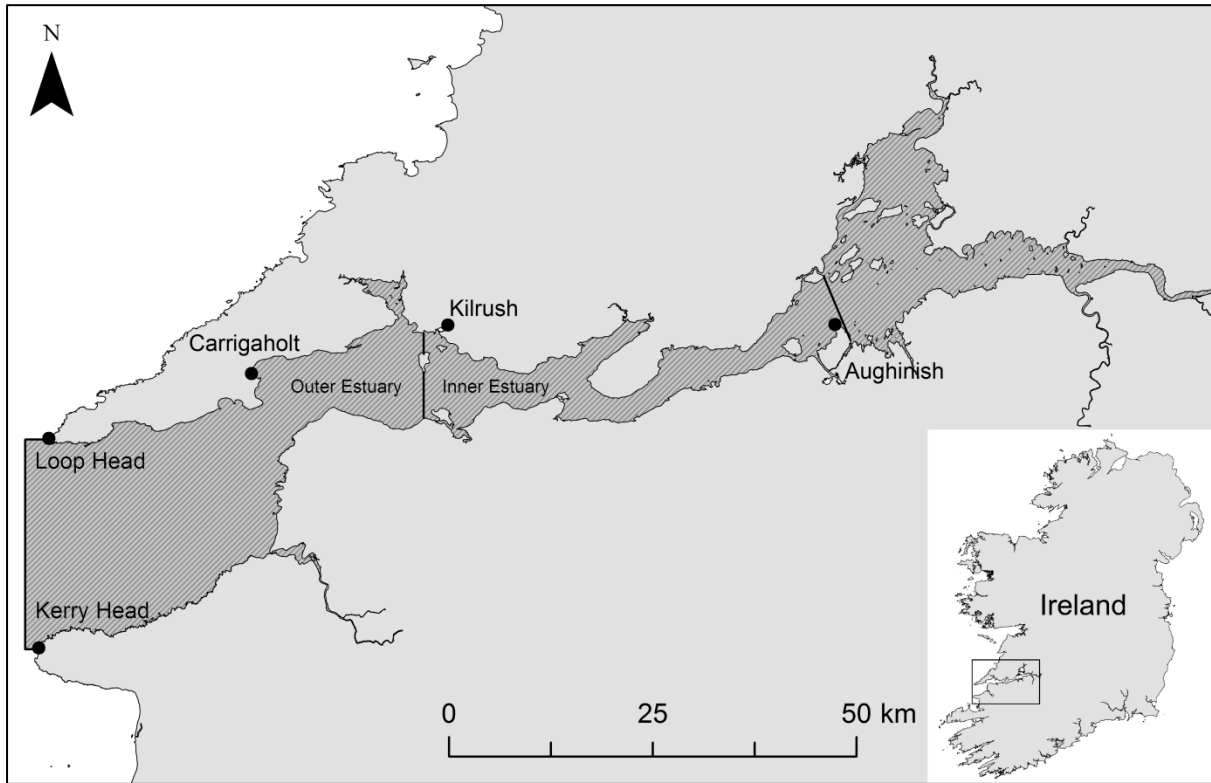 N
Kilrush
Carrigaholt
Outer Estuary
Inner Estuary
Aughinish
Loop Head
Kerry Head
Ireland
0 25 50 km